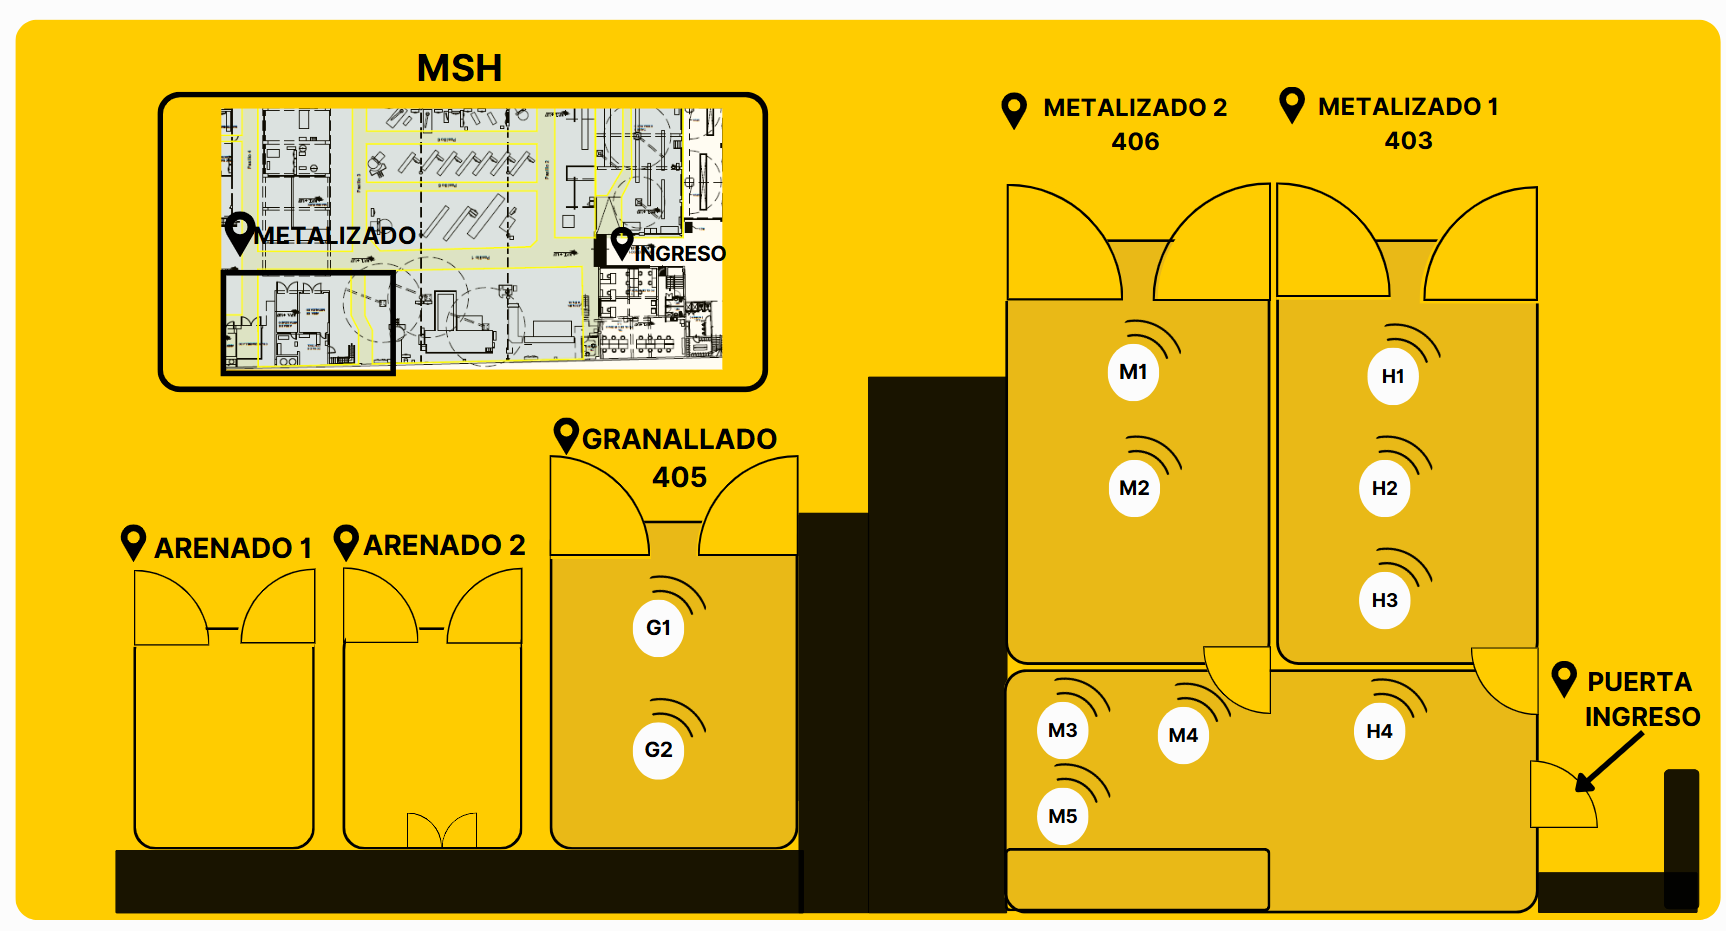 MSH
METALIZADO
INGRESO
METALIZADO 2
406
METALIZADO 1
403
GRANALLADO
405
ARENADO 1
ARENADO 2
M1
H1
M2
H2
H3
G1
G2
M3
M4
H4
M5
PUERTA
INGRESO